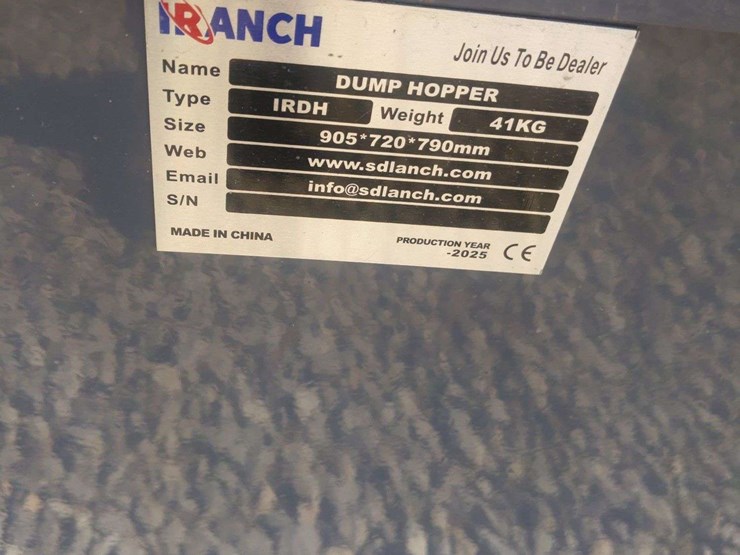 IRANCH
Join Us To Be Dealer
Name DUMP HOPPER
Type IRDH Weight 41KG
Size 905*720*790mm
Web www.sdlanch.com
Email info@sdlanch.com
S/N
MADE IN CHINA
PRODUCTION YEAR
-2025 CE